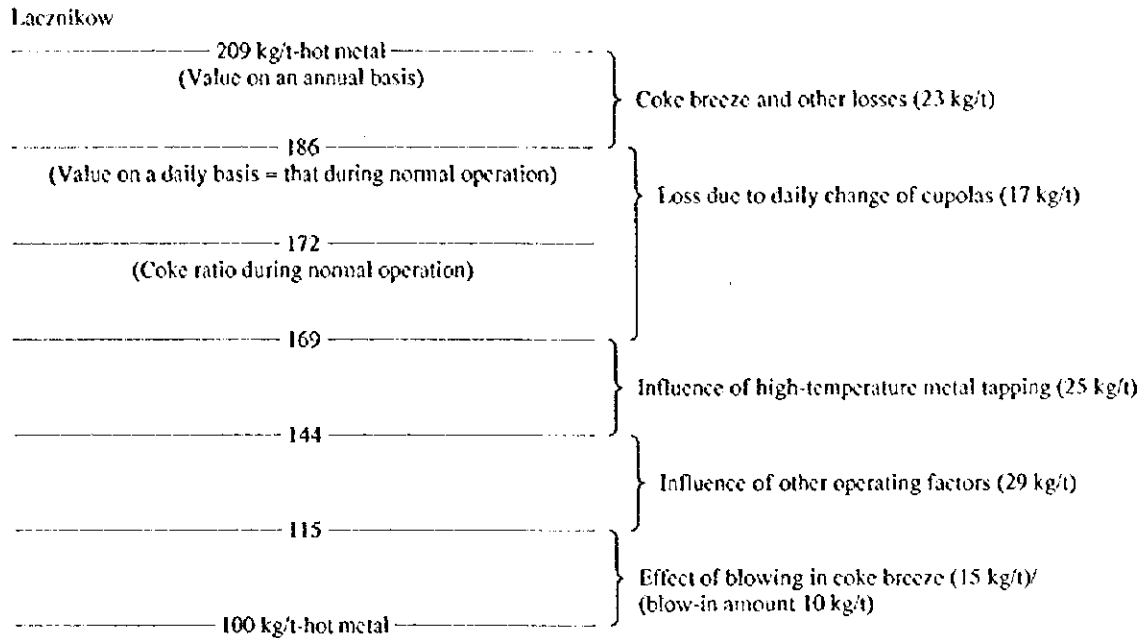 Lacznikow
209 kg/t-hot metal
(Value on an annual basis)
Coke breeze and other losses (23 kg/t)
186
(Value on a daily basis = that during normal operation)
Loss due to daily change of cupolas (17 kg/t)
172
(Coke ratio during normal operation)
169
Influence of high-temperature metal tapping (25 kg/t)
144
Influence of other operating factors (29 kg/t)
115
Effect of blowing in coke breeze (15 kg/t)/
(blow-in amount 10 kg/t)
100 kg/t-hot metal